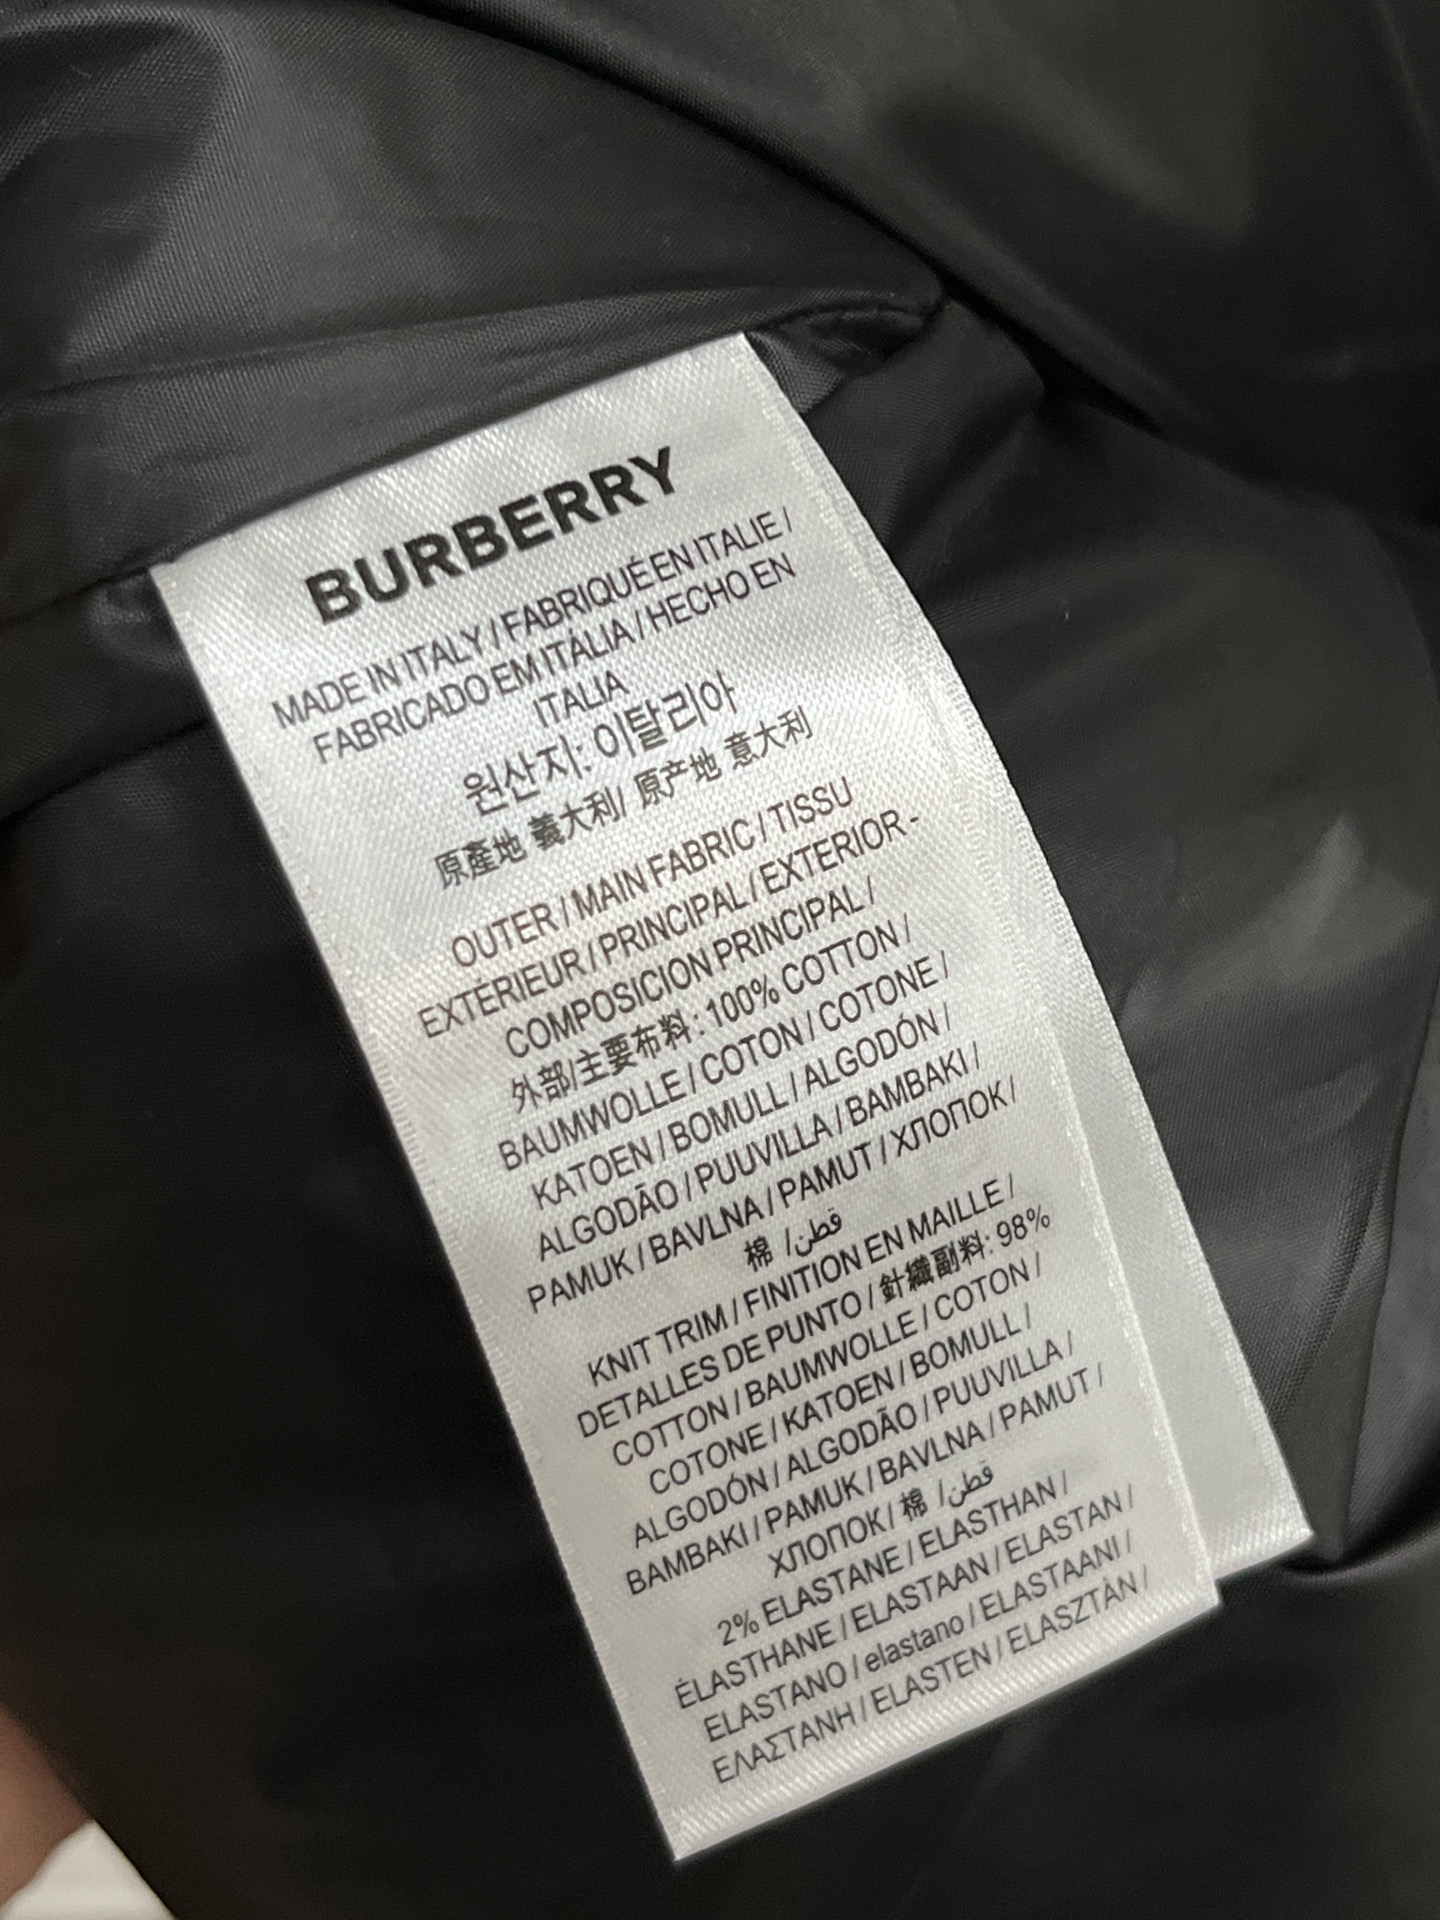 BURBERRY
MADE IN ITALY / FABRIQUÉ EN ITALIE /
FABRICADO EM ITÁLIA / HECHO EN
ITALIA
원산지: 이탈리아
原產地 義大利/ 原产地 意大利
OUTER / MAIN FABRIC / TISSU
EXTÉRIEUR / PRINCIPAL / EXTERIOR -
COMPOSICION PRINCIPAL /
外部/主要布料 : 100% COTTON /
BAUMWOLLE / COTON / COTONE /
KATOEN / BOMULL / ALGODÓN /
ALGODÃO / PUUVILLA / BAMBAKI /
PAMUK / BAVLNA / PAMUT / ХЛОПОК /
棉 / قطن
KNIT TRIM / FINITION EN MAILLE /
DETALLES DE PUNTO / 針織副料: 98%
COTTON / BAUMWOLLE / COTON /
COTONE / KATOEN / BOMULL /
ALGODÓN / ALGODÃO / PUUVILLA /
BAMBAKI / PAMUK / BAVLNA / PAMUT /
ХЛОПОК / 棉 / قطن
2% ELASTANE / ELASTHAN /
ÉLASTHANE / ELASTAAN / ELASTAN /
ELASTANO / elastano / ELASTAANI /
ΕΛΑΣΤΑΝΗ / ELASTEN / ELASZTÀN /